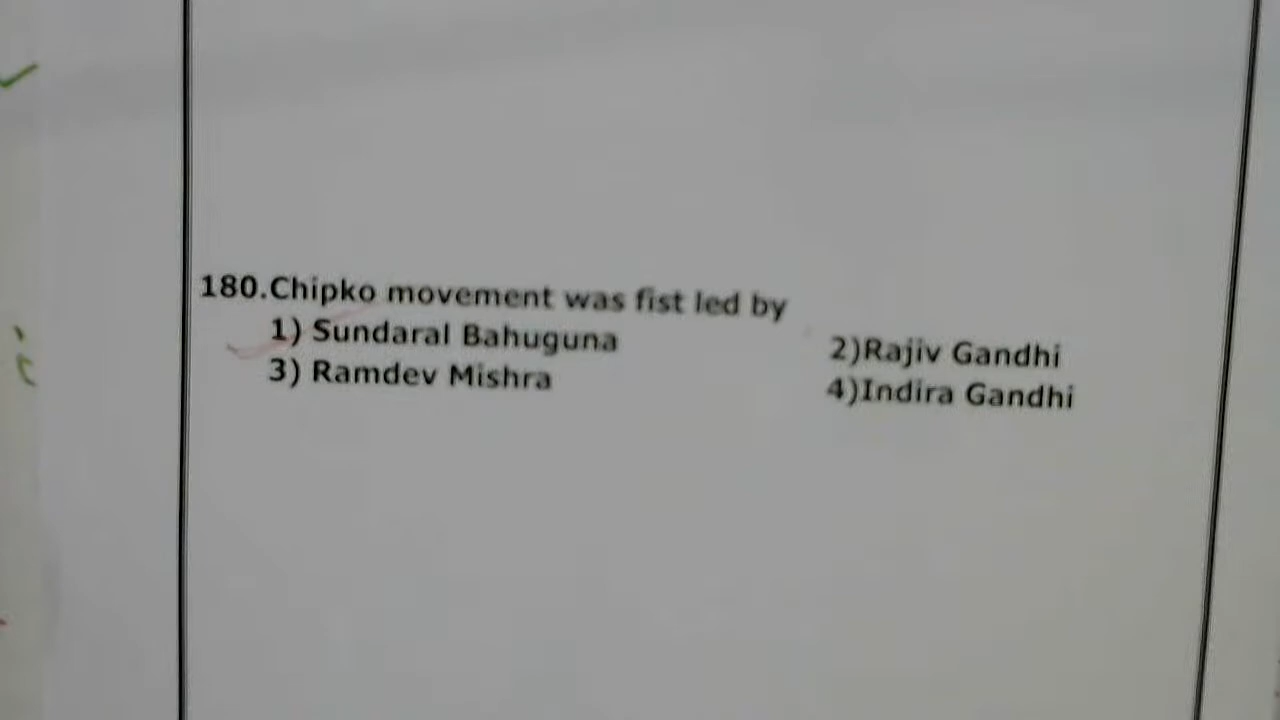 180.Chipko movement was fist led by
1) Sundaral Bahuguna
2)Rajiv Gandhi
3) Ramdev Mishra
4)Indira Gandhi